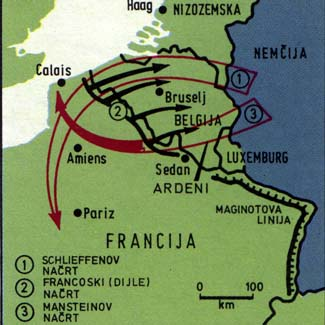 Haag
NIZOZEMSKA
NEMČIJA
Calais
1
Bruselj
3
2
BELGIJA
Amiens
Sedan
LUXEMBURG
ARDENI
Pariz
MAGINOTOVA
LINIJA
FRANCIJA
1 SCHLIEFFENOV
NAČRT
2 FRANCOSKI (DIJLE)
NAČRT
3 MANSTEINOV
NAČRT
0 100
km